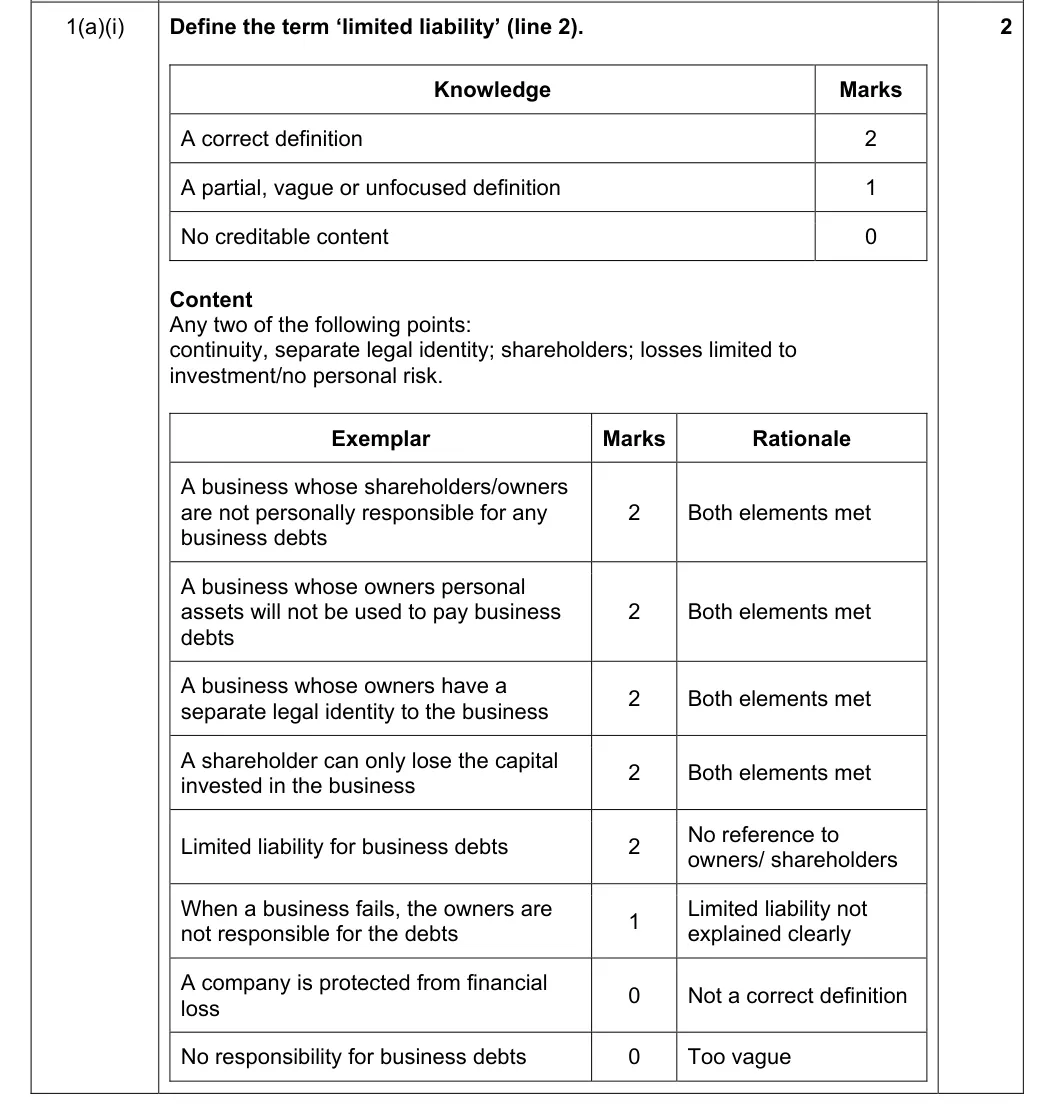 1(a)(i) Define the term ‘limited liability’ (line 2). 2
Knowledge Marks
A correct definition 2
A partial, vague or unfocused definition 1
No creditable content 0
Content
Any two of the following points:
continuity, separate legal identity; shareholders; losses limited to
investment/no personal risk.
Exemplar Marks Rationale
A business whose shareholders/owners
are not personally responsible for any
business debts
2
Both elements met
A business whose owners personal
assets will not be used to pay business
debts
2
Both elements met
A business whose owners have a
separate legal identity to the business
2
Both elements met
A shareholder can only lose the capital
invested in the business
2
Both elements met
Limited liability for business debts
2
No reference to
owners/ shareholders
When a business fails, the owners are
not responsible for the debts
1
Limited liability not
explained clearly
A company is protected from financial
loss
0
Not a correct definition
No responsibility for business debts 0 Too vague